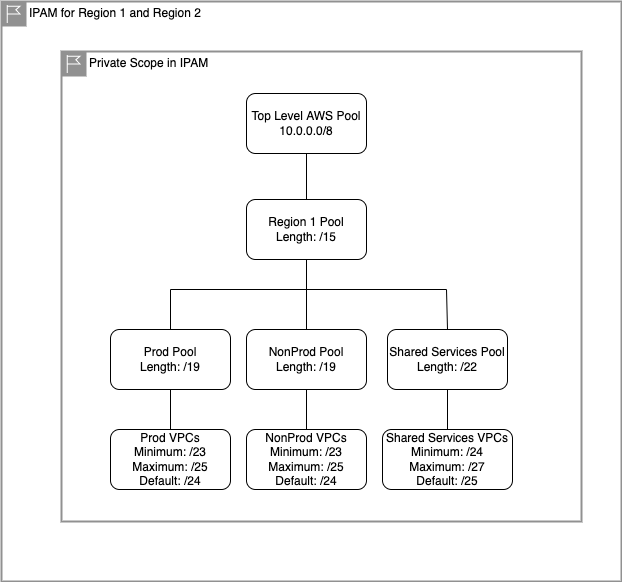 IPAM for Region 1 and Region 2
Private Scope in IPAM
Top Level AWS Pool
10.0.0.0/8
Region 1 Pool
Length: /15
Prod Pool
Length: /19
NonProd Pool
Length: /19
Shared Services Pool
Length: /22
Prod VPCs
Minimum: /23
Maximum: /25
Default: /24
NonProd VPCs
Minimum: /23
Maximum: /25
Default: /24
Shared Services VPCs
Minimum: /24
Maximum: /27
Default: /25